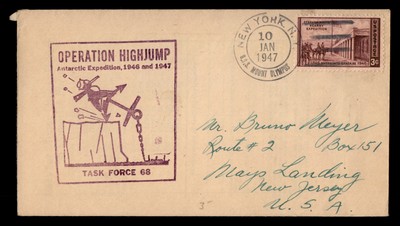 OPERATION HIGHJUMP
Antarctic Expedition, 1946 and 1947
TASK FORCE 68
NEW YORK, N.
10
JAN
1947
U.S.S. MOUNT OLYMPUS
3¢
Mr. Bruno Meyer
Route #2 Box 151
Mays Landing
New Jersey
U. S. A.
3-